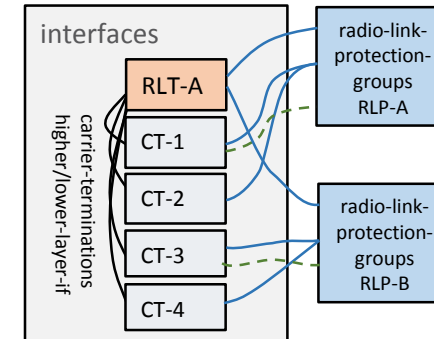 interfaces
RLT-A
CT-1
CT-2
CT-3
CT-4
carrier-terminations
higher/lower-layer-if
radio-link-
protection-
groups
RLP-A
radio-link-
protection-
groups
RLP-B